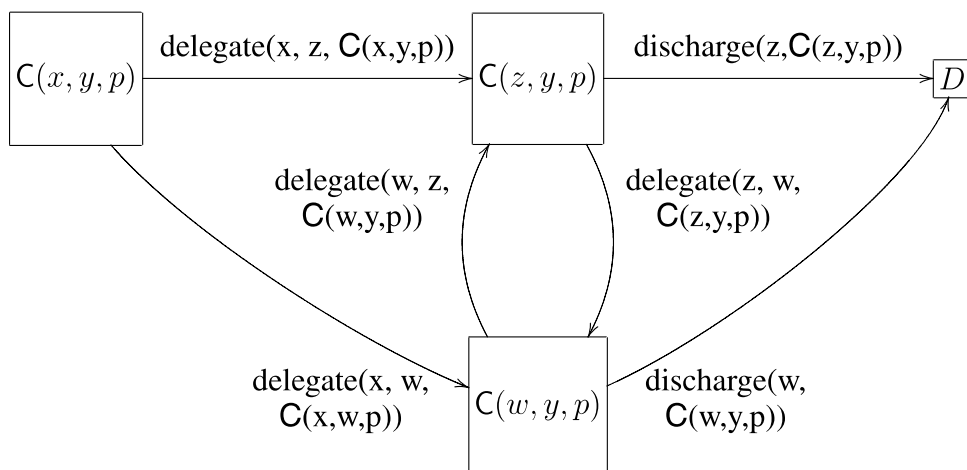 delegate(x, z, C(x,y,p))
discharge(z,C(z,y,p))
C(x, y, p)
C(z, y, p)
D
delegate(w, z,
C(w,y,p))
delegate(z, w,
C(z,y,p))
delegate(x, w,
C(x,w,p))
C(w, y, p)
discharge(w,
C(w,y,p))